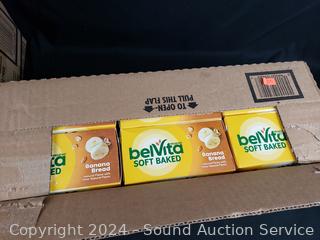 TO OPEN-
PULL THIS
FLAP
belVita
SOFT BAKED
Banana
Bread
belVita
SOFT BAKED
Banana
Bread
belVita
SOFT BAKED
Copyright 2024 - Sound Auction Service